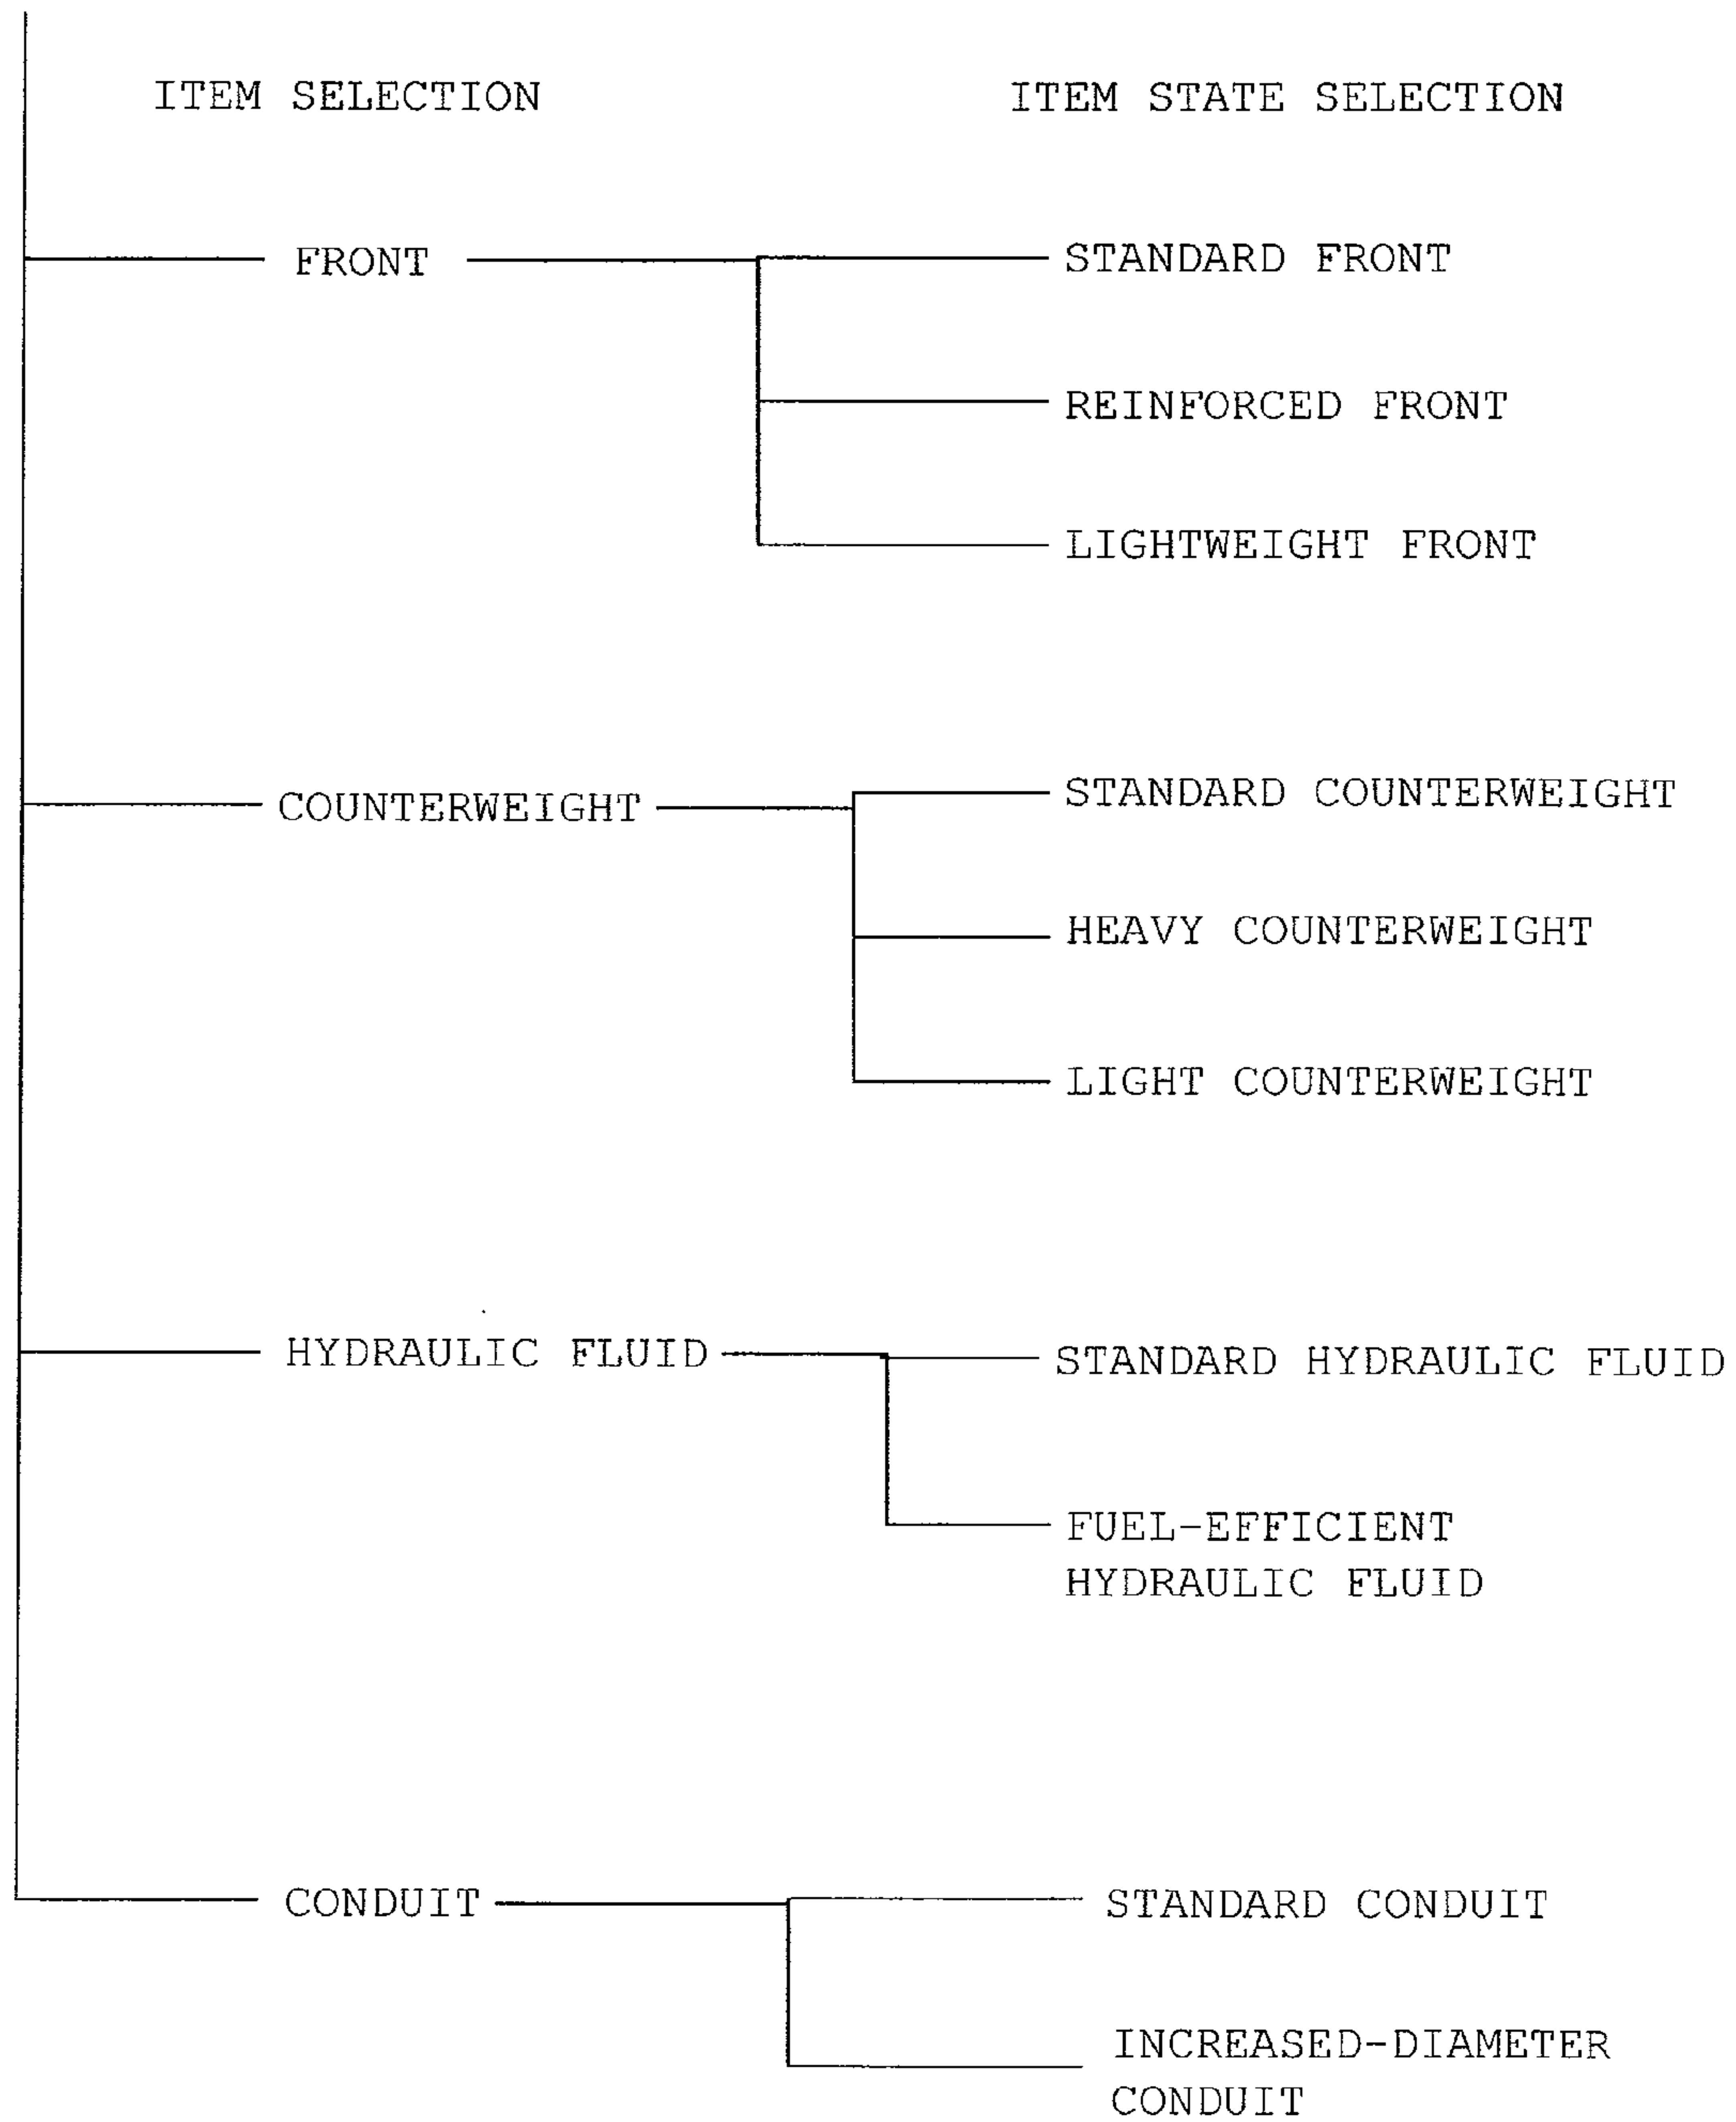 ITEM SELECTION
ITEM STATE SELECTION
FRONT
STANDARD FRONT
REINFORCED FRONT
LIGHTWEIGHT FRONT
COUNTERWEIGHT
STANDARD COUNTERWEIGHT
HEAVY COUNTERWEIGHT
LIGHT COUNTERWEIGHT
HYDRAULIC FLUID
STANDARD HYDRAULIC FLUID
FUEL-EFFICIENT
HYDRAULIC FLUID
CONDUIT
STANDARD CONDUIT
INCREASED-DIAMETER
CONDUIT